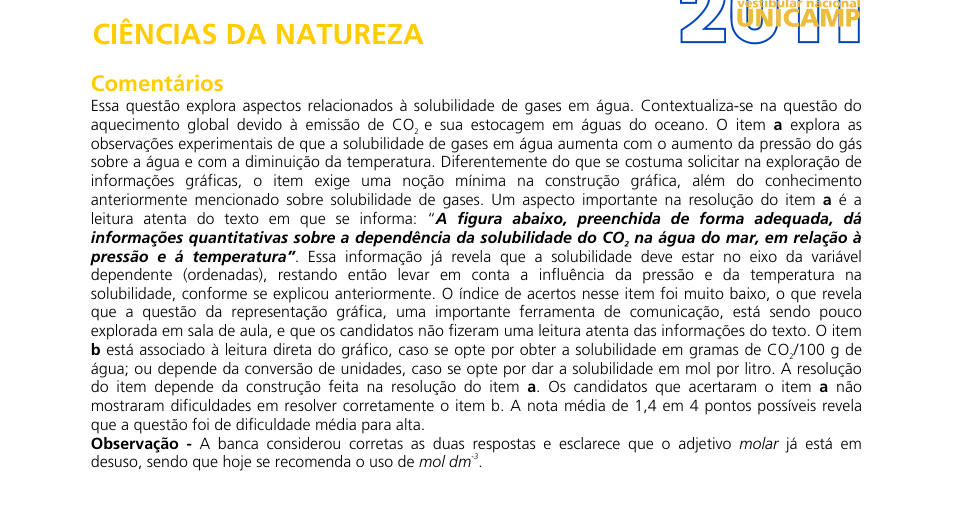 vestibular nacional
2011
UNICAMP
CIÊNCIAS DA NATUREZA
Comentários
Essa questão explora aspectos relacionados à solubilidade de gases em água. Contextualiza-se na questão do
aquecimento global devido à emissão de CO2 e sua estocagem em águas do oceano. O item a explora as
observações experimentais de que a solubilidade de gases em água aumenta com o aumento da pressão do gás
sobre a água e com a diminuição da temperatura. Diferentemente do que se costuma solicitar na exploração de
informações gráficas, o item exige uma noção mínima na construção gráfica, além do conhecimento
anteriormente mencionado sobre solubilidade de gases. Um aspecto importante na resolução do item a é a
leitura atenta do texto em que se informa: “A figura abaixo, preenchida de forma adequada, dá
informações quantitativas sobre a dependência da solubilidade do CO2 na água do mar, em relação à
pressão e á temperatura”. Essa informação já revela que a solubilidade deve estar no eixo da variável
dependente (ordenadas), restando então levar em conta a influência da pressão e da temperatura na
solubilidade, conforme se explicou anteriormente. O índice de acertos nesse item foi muito baixo, o que revela
que a questão da representação gráfica, uma importante ferramenta de comunicação, está sendo pouco
explorada em sala de aula, e que os candidatos não fizeram uma leitura atenta das informações do texto. O item
b está associado à leitura direta do gráfico, caso se opte por obter a solubilidade em gramas de CO2/100 g de
água; ou depende da conversão de unidades, caso se opte por dar a solubilidade em mol por litro. A resolução
do item depende da construção feita na resolução do item a. Os candidatos que acertaram o item a não
mostraram dificuldades em resolver corretamente o item b. A nota média de 1,4 em 4 pontos possíveis revela
que a questão foi de dificuldade média para alta.
Observação - A banca considerou corretas as duas respostas e esclarece que o adjetivo molar já está em
desuso, sendo que hoje se recomenda o uso de mol dm-3.